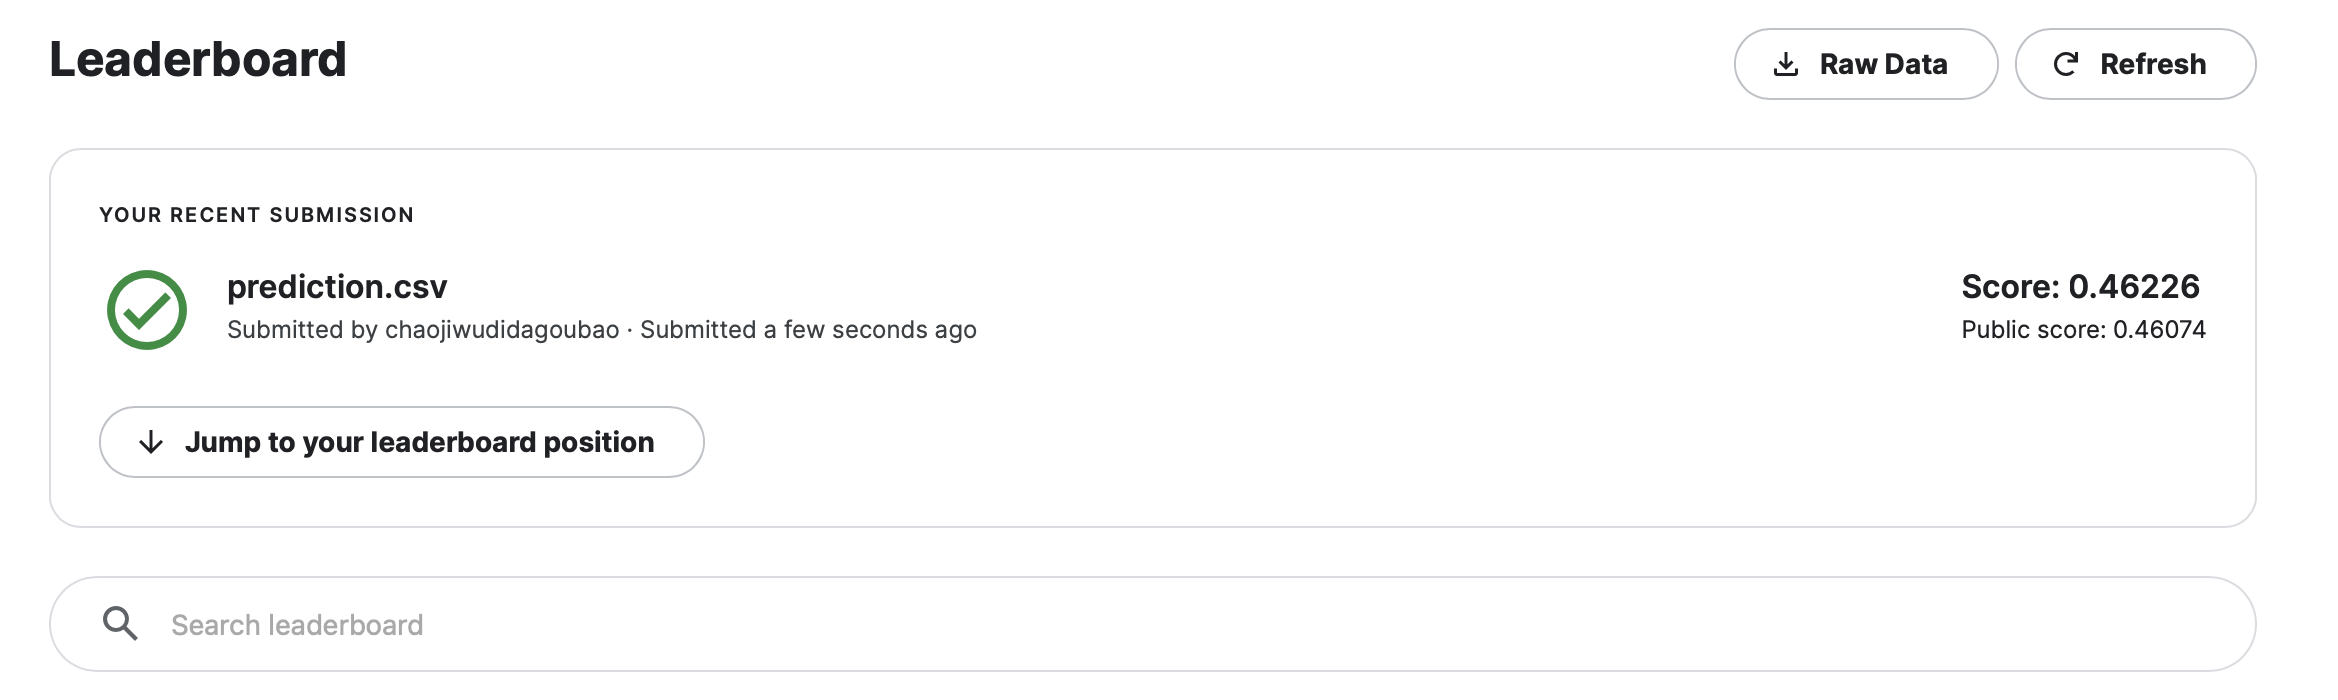 Leaderboard
Raw Data
Refresh
YOUR RECENT SUBMISSION
prediction.csv
Submitted by chaojiwudidagoubao · Submitted a few seconds ago
Score: 0.46226
Public score: 0.46074
Jump to your leaderboard position
Search leaderboard